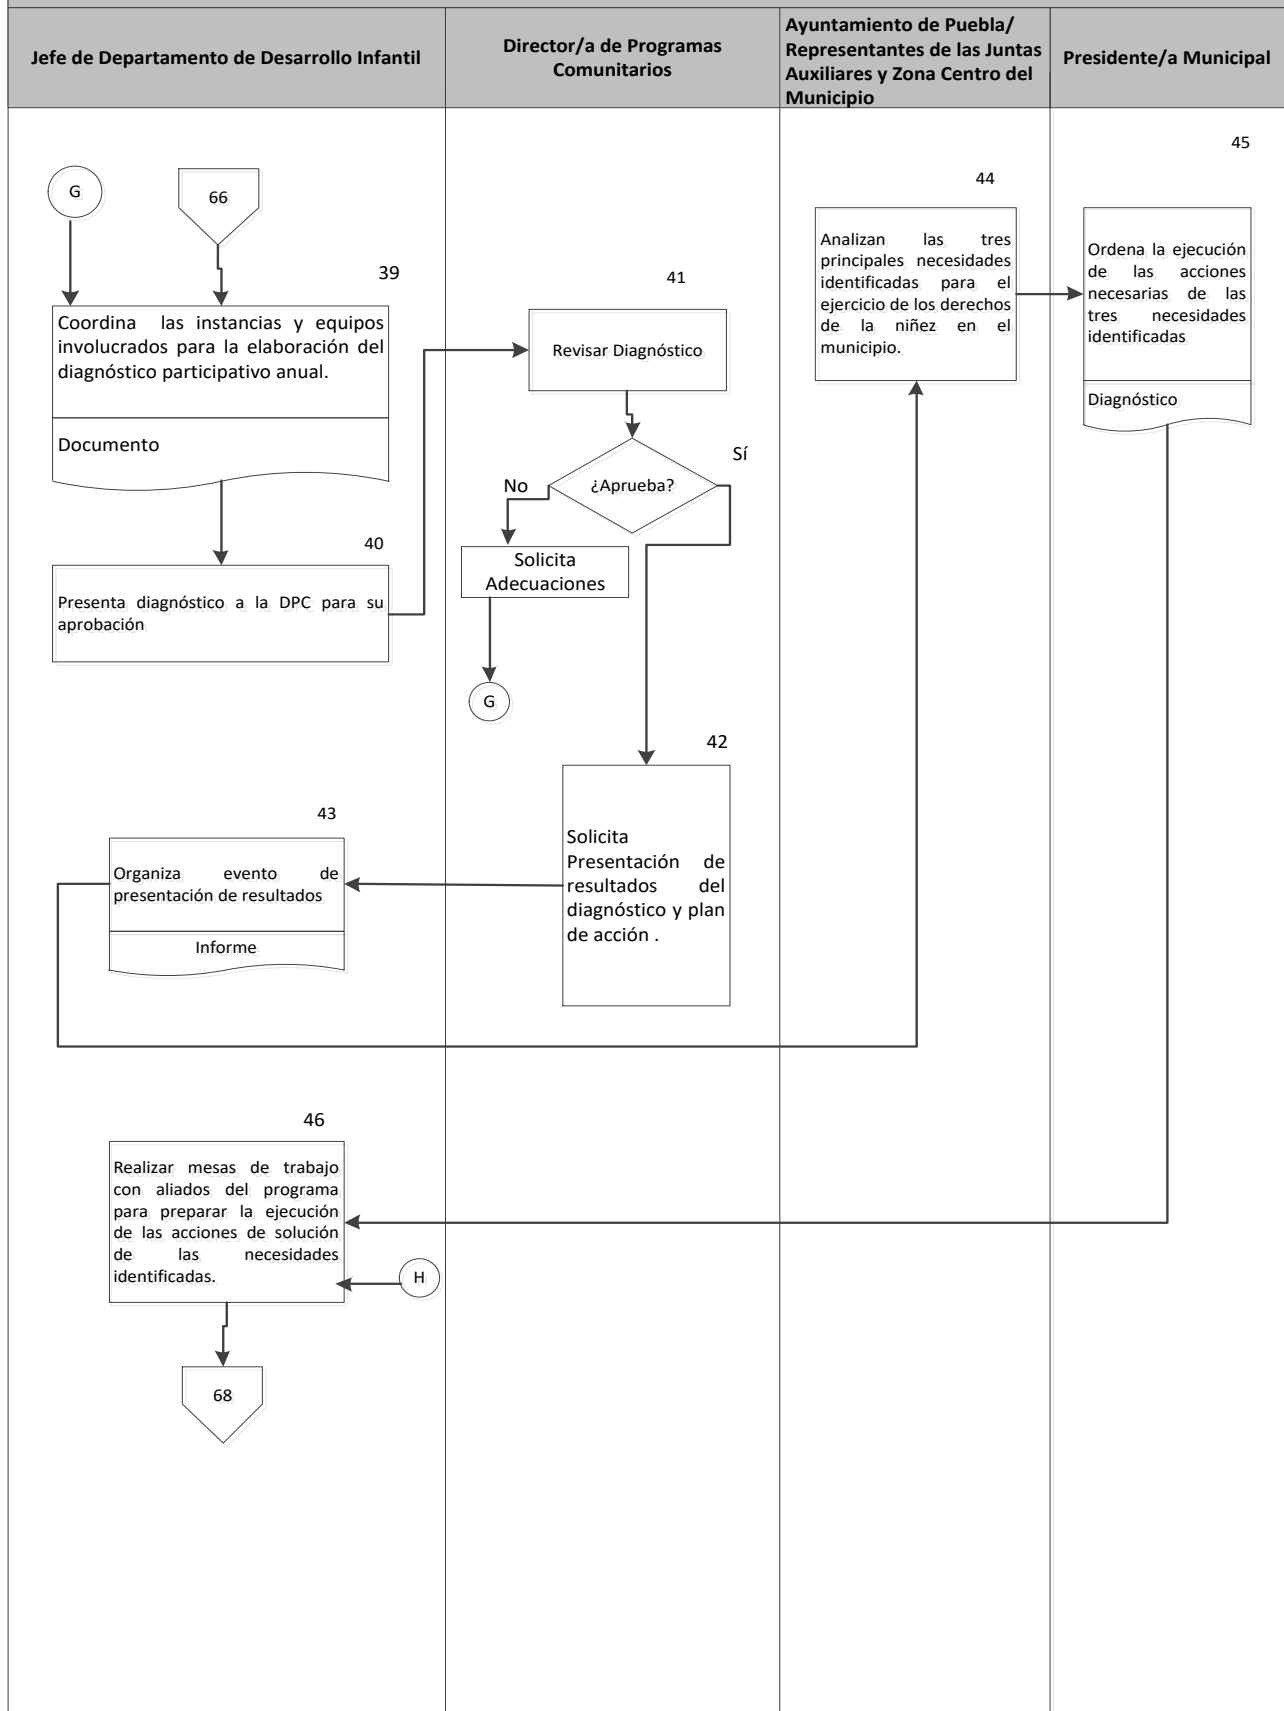 Jefe de Departamento de Desarrollo Infantil
Director/a de Programas
Comunitarios
Ayuntamiento de Puebla/
Representantes de las Juntas
Auxiliares y Zona Centro del
Municipio
Presidente/a Municipal
G
66
39
Coordina las instancias y equipos
involucrados para la elaboración del
diagnóstico participativo anual.
Documento
40
Presenta diagnóstico a la DPC para su
aprobación
41
Revisar Diagnóstico
¿Aprueba?
Sí
No
Solicita
Adecuaciones
G
42
Solicita
Presentación de
resultados del
diagnóstico y plan
de acción .
43
Organiza evento de
presentación de resultados
Informe
44
Analizan las tres
principales necesidades
identificadas para el
ejercicio de los derechos
de la niñez en el
municipio.
45
Ordena la ejecución
de las acciones
necesarias de las
tres necesidades
identificadas
Diagnóstico
46
Realizar mesas de trabajo
con aliados del programa
para preparar la ejecución
de las acciones de solución
de las necesidades
identificadas.
H
68